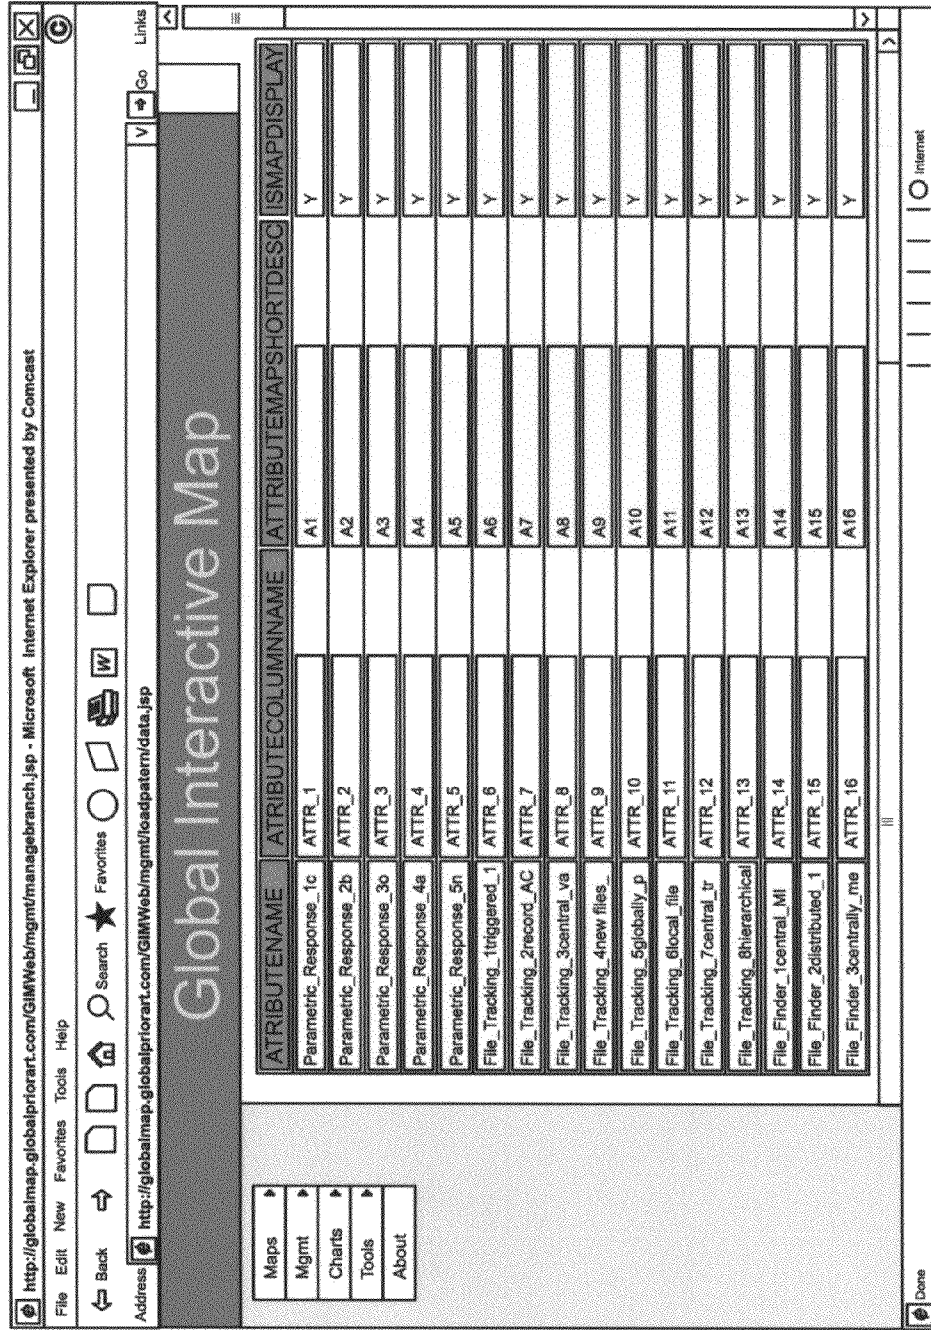 http://globalmap.globalpriorart.com/GIMWeb/mgmt/managebranch.jsp - Microsoft Internet Explorer presented by Comcast
File Edit New Favorites Tools Help
Back Search Favorites W
Address http://globalmap.globalpriorart.com/GIMWeb/mgmt/loadpatern/data.jsp V Go Links
Global Interactive Map
Maps
Mgmt
Charts
Tools
About
ATRIBUTENAME ATRIBUTECOLUMNNAME ATTRIBUTEMAPSHORTDESC ISMAPDISPLAY
Parametric_Response_1c ATTR_1 A1 Y
Parametric_Response_2b ATTR_2 A2 Y
Parametric_Response_3o ATTR_3 A3 Y
Parametric_Response_4a ATTR_4 A4 Y
Parametric_Response_5n ATTR_5 A5 Y
File_Tracking_1triggered_1 ATTR_6 A6 Y
File_Tracking_2record_AC ATTR_7 A7 Y
File_Tracking_3central_va ATTR_8 A8 Y
File_Tracking_4new files_ ATTR_9 A9 Y
File_Tracking_5globally_p ATTR_10 A10 Y
File_Tracking_6local_file ATTR_11 A11 Y
File_Tracking_7central_tr ATTR_12 A12 Y
File_Tracking_8hierarchical ATTR_13 A13 Y
File_Finder_1central_MI ATTR_14 A14 Y
File_Finder_2distributed_1 ATTR_15 A15 Y
File_Finder_3centrally_me ATTR_16 A16 Y
Done Internet